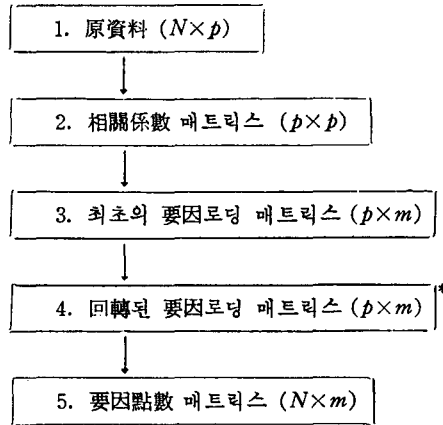 1. 原資料 (N×p)
2. 相關係數 매트릭스 (p×p)
3. 최초의 要因로딩 매트릭스 (p×m)
4. 回轉된 要因로딩 매트릭스 (p×m)*
5. 要因點數 매트릭스 (N×m)